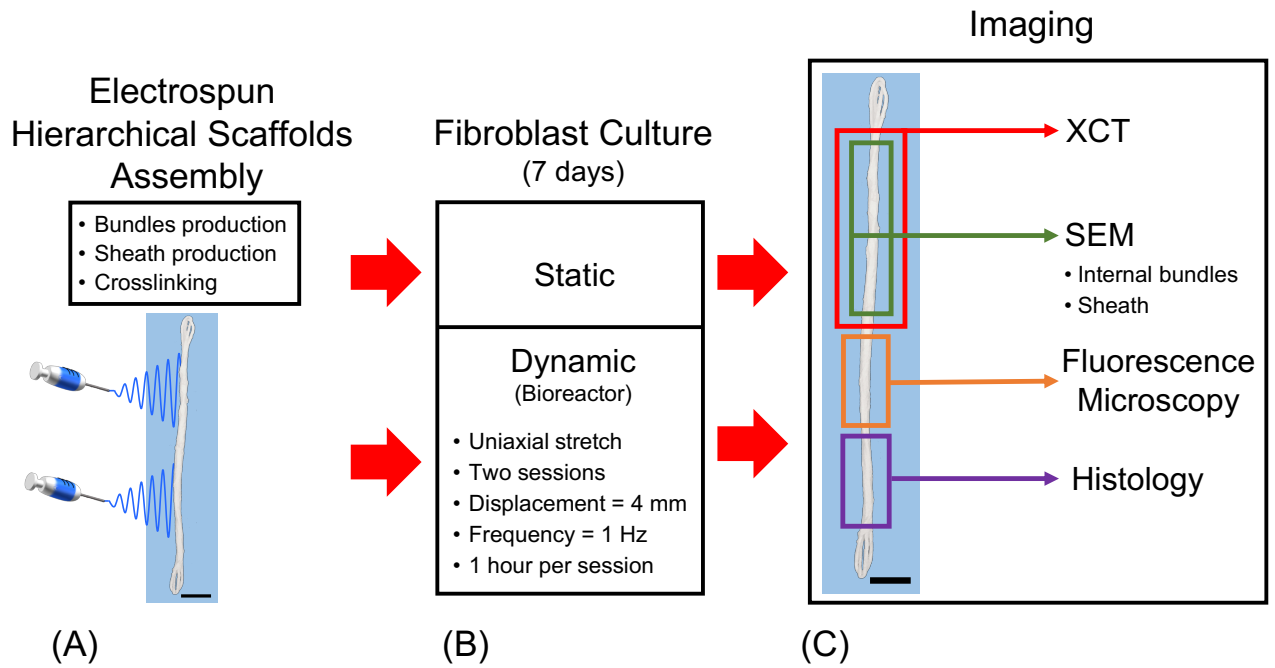 Electrospun
Hierarchical Scaffolds
Assembly
• Bundles production
• Sheath production
• Crosslinking
(A)
Fibroblast Culture
(7 days)
Static
Dynamic
(Bioreactor)
• Uniaxial stretch
• Two sessions
• Displacement = 4 mm
• Frequency = 1 Hz
• 1 hour per session
(B)
Imaging
XCT
SEM
• Internal bundles
• Sheath
Fluorescence
Microscopy
Histology
(C)